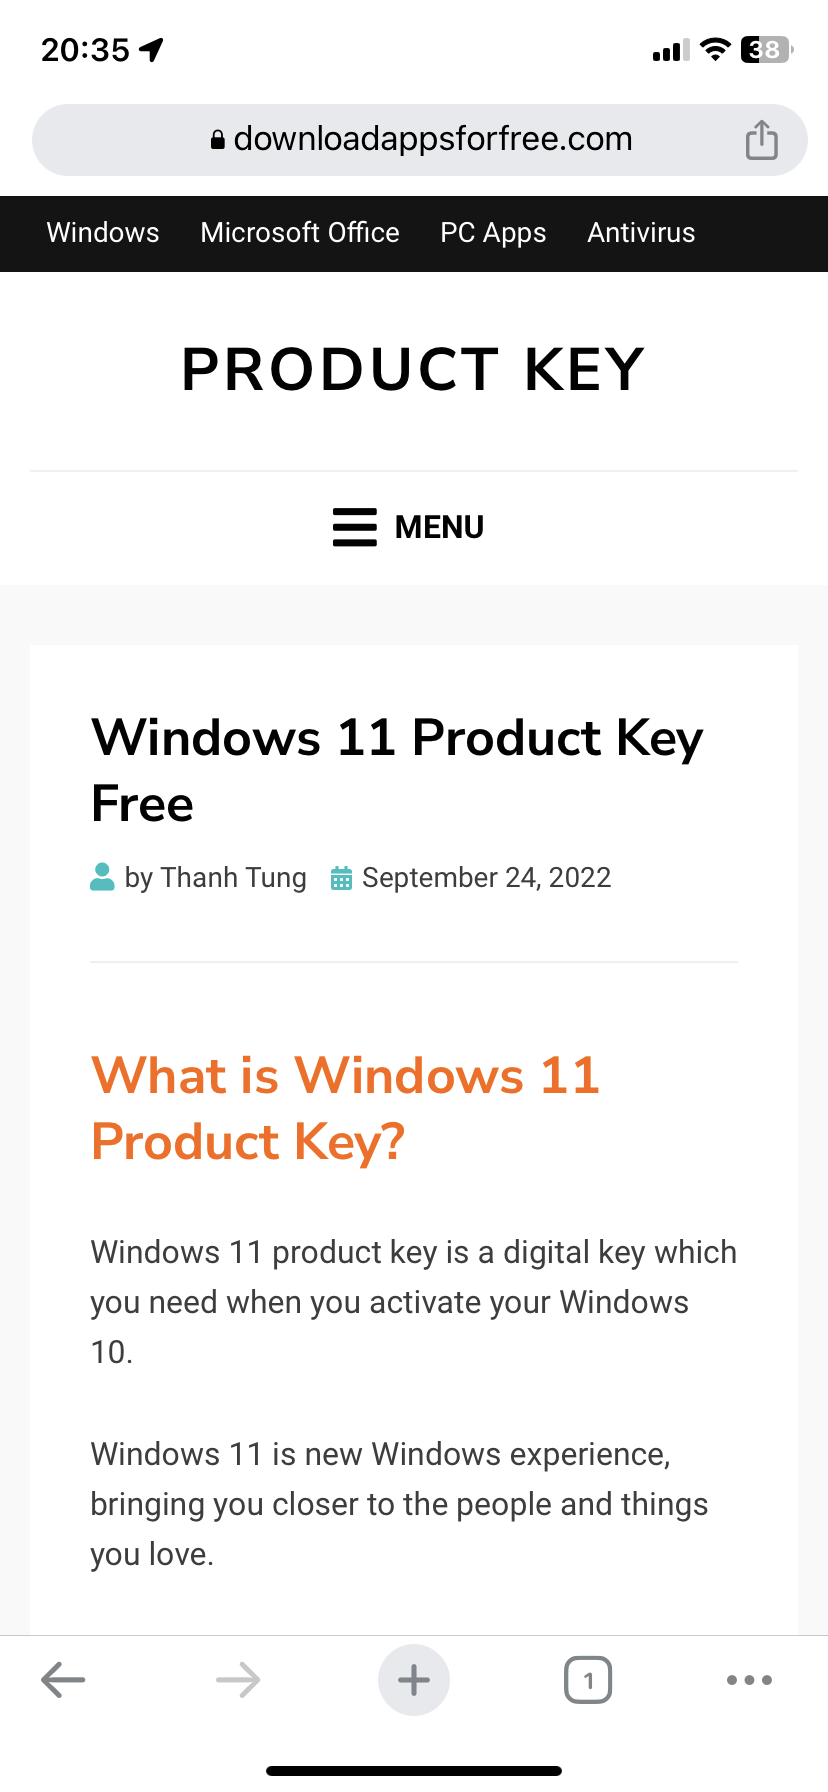 20:35
38
downloadappsforfree.com
Windows Microsoft Office PC Apps Antivirus
PRODUCT KEY
MENU
Windows 11 Product Key
Free
by Thanh Tung September 24, 2022
What is Windows 11
Product Key?
Windows 11 product key is a digital key which
you need when you activate your Windows
10.
Windows 11 is new Windows experience,
bringing you closer to the people and things
you love.
1